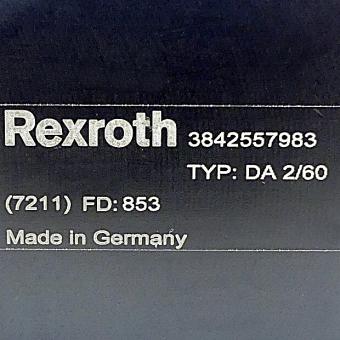 Rexroth 3842557983
TYP: DA 2/60
(7211) FD: 853
Made in Germany